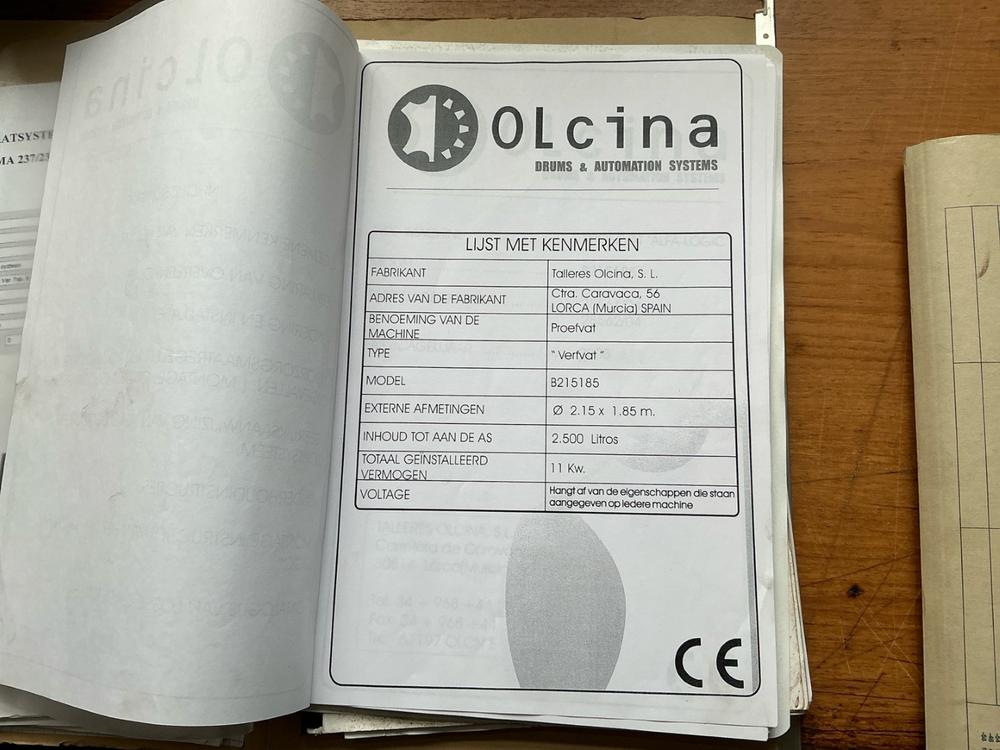 OLcina
DRUMS & AUTOMATION SYSTEMS
LIJST MET KENMERKEN
FABRIKANT
Talleres Olcina, S. L.
ADRES VAN DE FABRIKANT
Ctra. Caravaca, 56
LORCA (Murcia) SPAIN
BENOEMING VAN DE
MACHINE
Proefvat
TYPE
" Verfvat "
MODEL
B215185
EXTERNE AFMETINGEN
Ø 2.15 x 1.85 m.
INHOUD TOT AAN DE AS
2.500 Litros
TOTAAL GEINSTALLEERD
VERMOGEN
11 Kw.
VOLTAGE
Hangt af van de eigenschappen die staan
aangegeven op iedere machine
CE